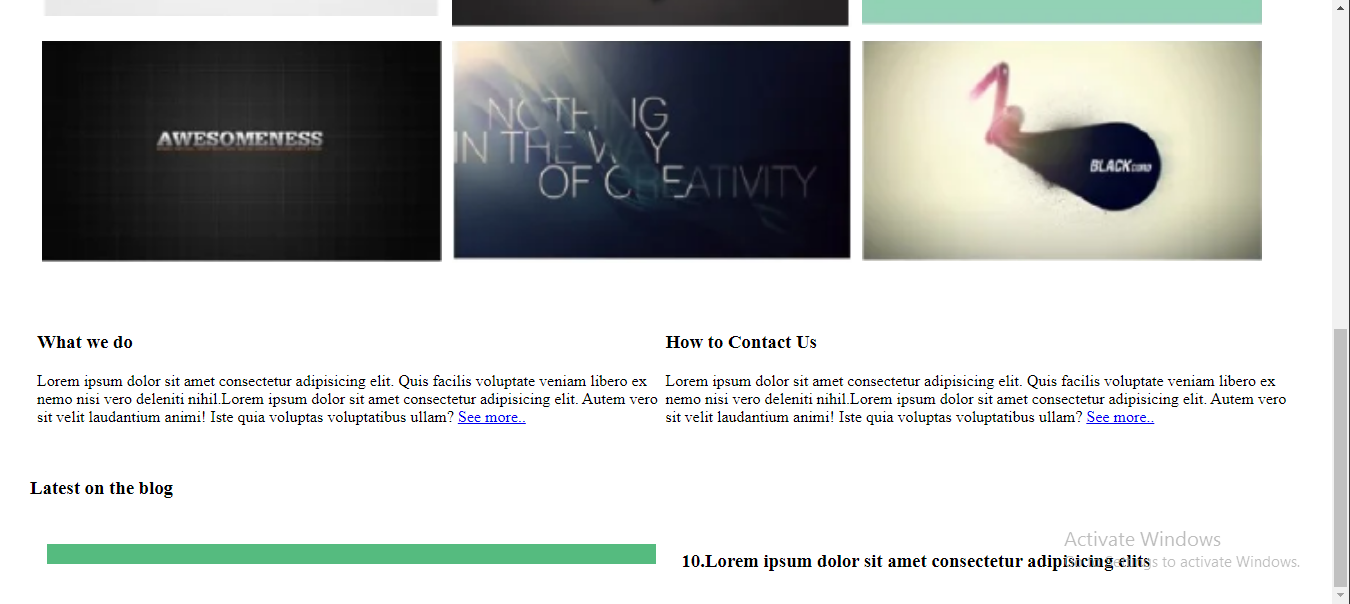 AWESOMENESS
NOTHING
IN THE WAY
OF CREATIVITY
BLACK
What we do
Lorem ipsum dolor sit amet consectetur adipisicing elit. Quis facilis voluptate veniam libero ex
nemo nisi vero deleniti nihil.Lorem ipsum dolor sit amet consectetur adipisicing elit. Autem vero
sit velit laudantium animi! Iste quia voluptas voluptatibus ullam? See more..
How to Contact Us
Lorem ipsum dolor sit amet consectetur adipisicing elit. Quis facilis voluptate veniam libero ex
nemo nisi vero deleniti nihil.Lorem ipsum dolor sit amet consectetur adipisicing elit. Autem vero
sit velit laudantium animi! Iste quia voluptas voluptatibus ullam? See more..
Latest on the blog
10.Lorem ipsum dolor sit amet consectetur adipisicing elits
Activate Windows
Go to Settings to activate Windows.